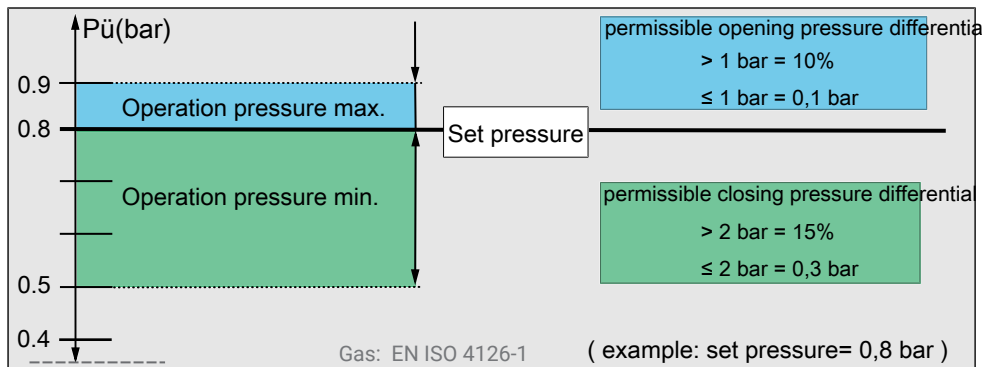 Pü(bar)
permissible opening pressure differential
> 1 bar = 10%
≤ 1 bar = 0,1 bar
0.9
Operation pressure max.
0.8
Set pressure
Operation pressure min.
permissible closing pressure differential
> 2 bar = 15%
≤ 2 bar = 0,3 bar
0.5
0.4
Gas: EN ISO 4126-1
( example: set pressure= 0,8 bar )